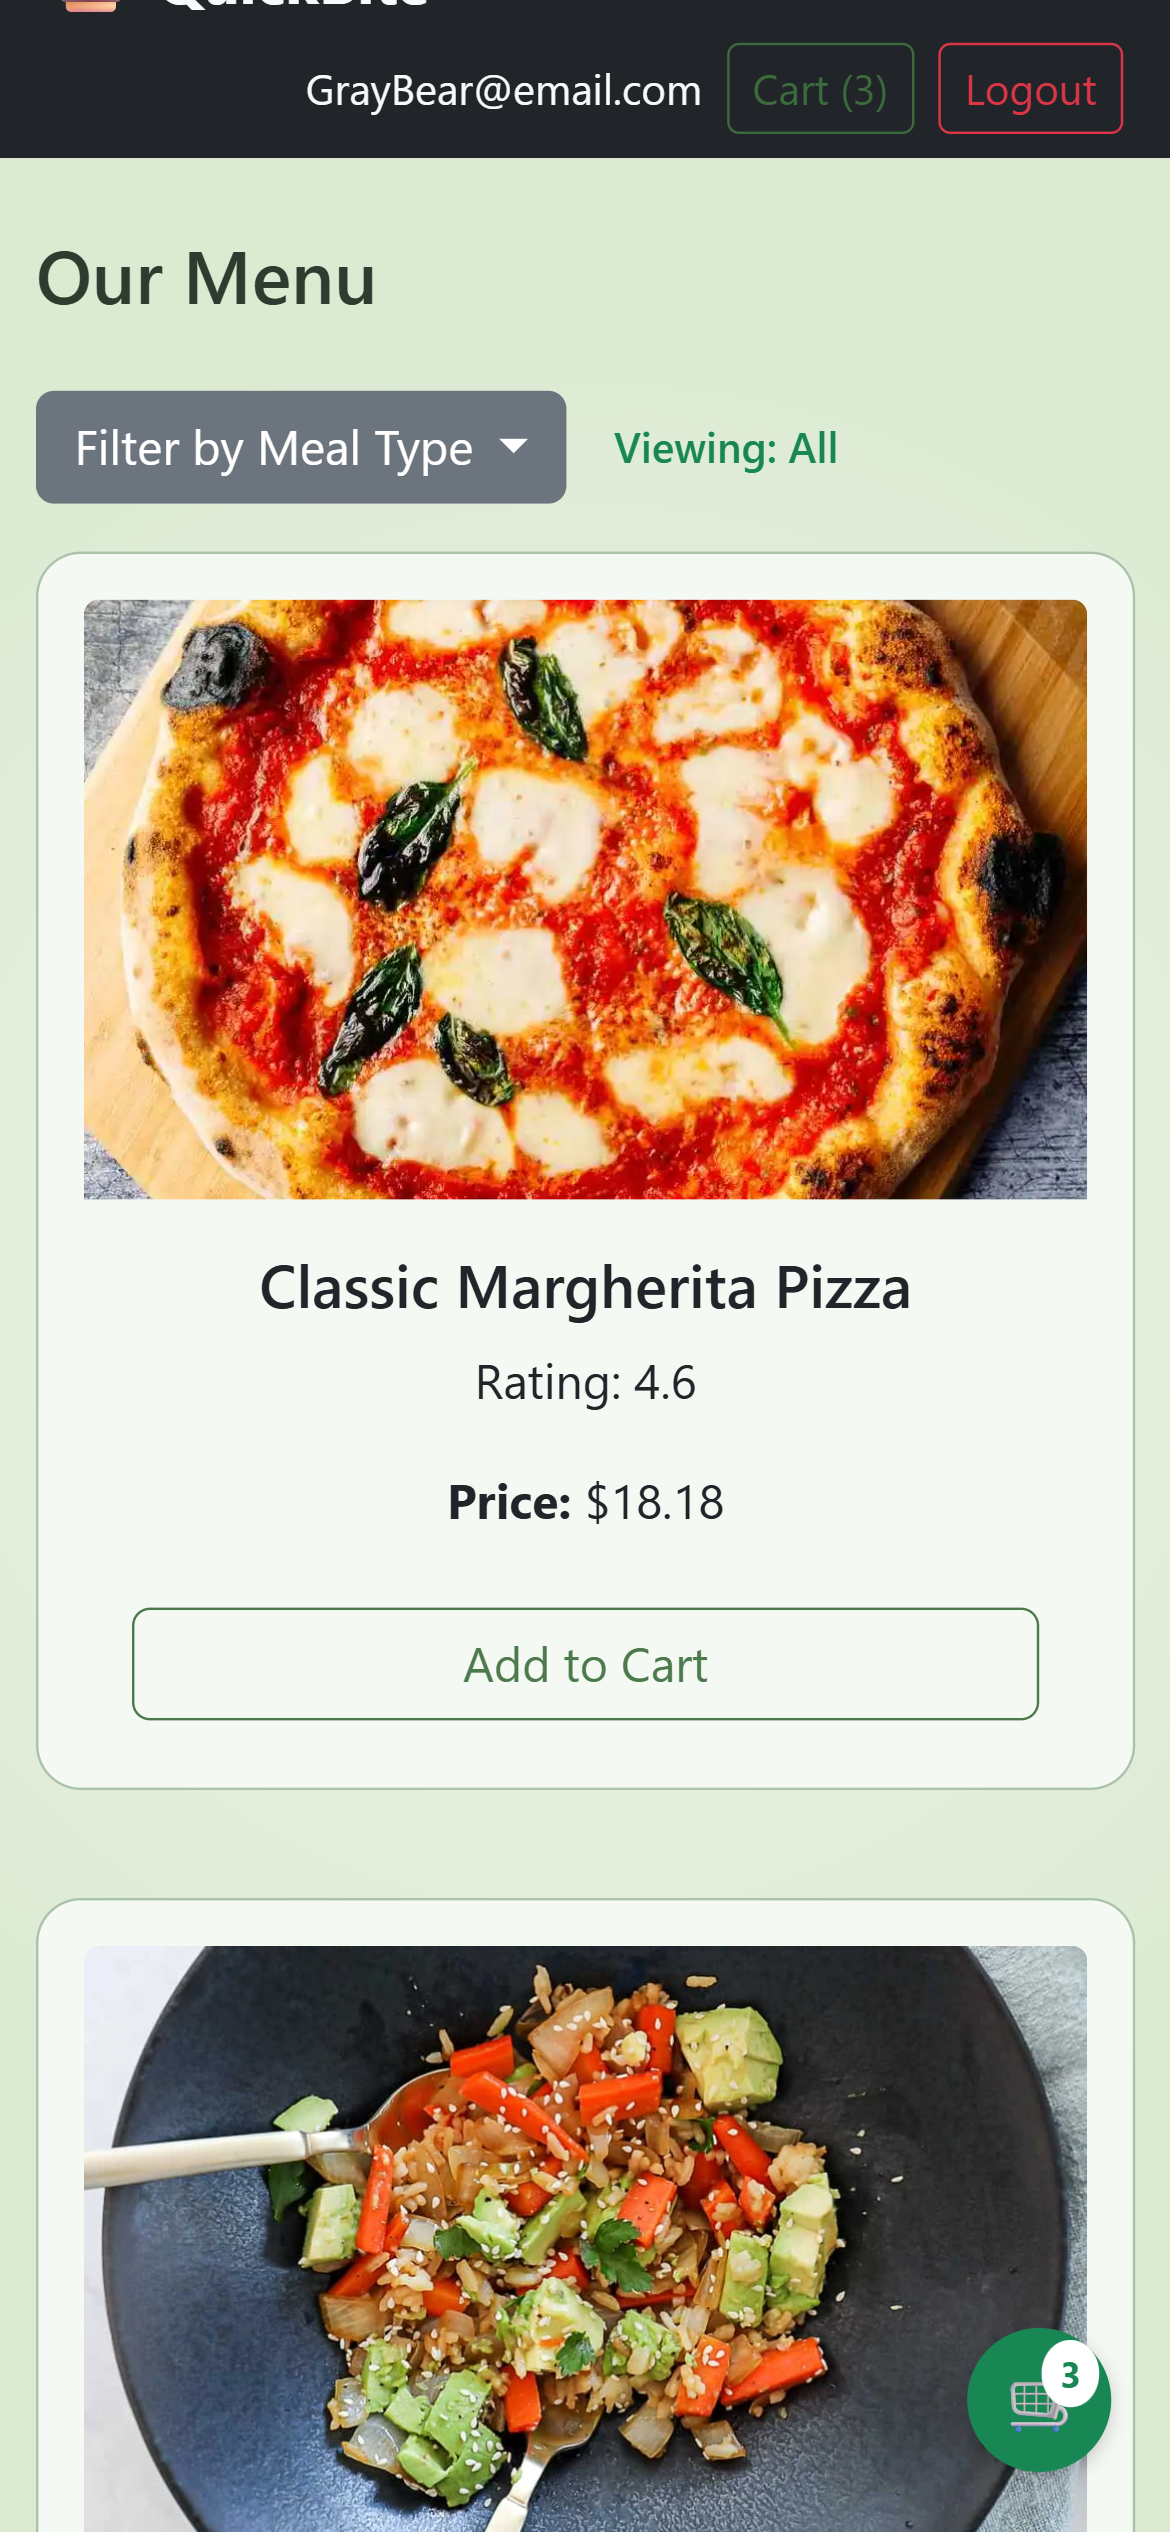 QuickBite
GrayBear@email.com Cart (3) Logout
Our Menu
Filter by Meal Type Viewing: All
Classic Margherita Pizza
Rating: 4.6
Price: $18.18
Add to Cart
3